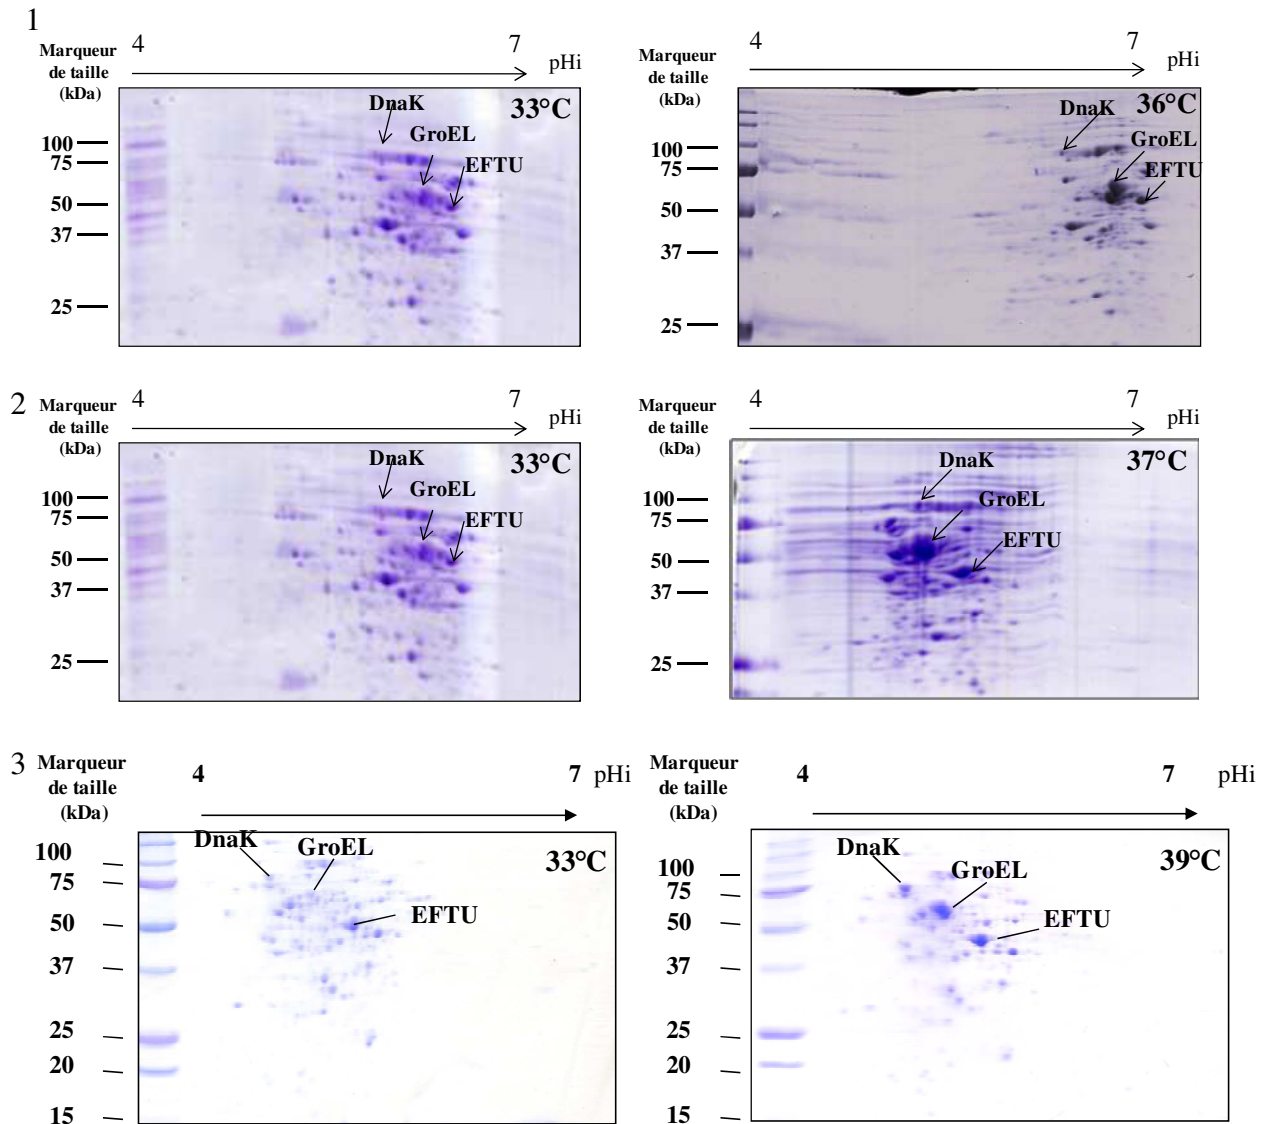 1
Marqueur
de taille
(kDa)
4
7
pHi
33°C
DnaK
GroEL
EFTU
100
75
50
37
25
Marqueur
de taille
(kDa)
4
7
pHi
36°C
DnaK
GroEL
EFTU
100
75
50
37
25
2
Marqueur
de taille
(kDa)
4
7
pHi
33°C
DnaK
GroEL
EFTU
100
75
50
37
25
Marqueur
de taille
(kDa)
4
7
pHi
37°C
DnaK
GroEL
EFTU
100
75
50
37
25
3
Marqueur
de taille
(kDa)
4
7 pHi
DnaK
GroEL
33°C
EFTU
100
75
50
37
25
20
15
Marqueur
de taille
(kDa)
4
7
pHi
DnaK
39°C
GroEL
EFTU
100
75
50
37
25
20
15